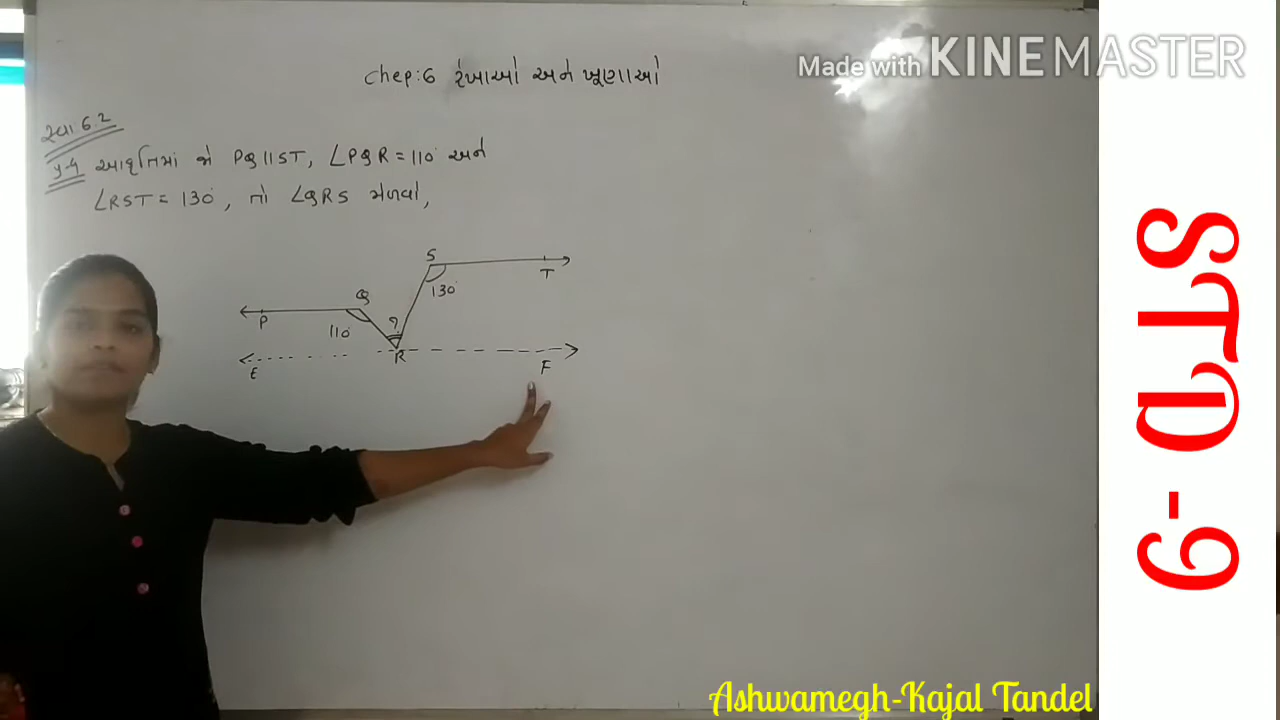 Made with KINEMASTER
Chep:6 રેખાઓ અને ખૂણાઓ
સ્વા 6.2
પ્ર-4 આકૃતિમાં જો PQ||ST, ∠PQR = 110° અને
∠RST = 130°, તો ∠QRS મેળવો,
S
T
130°
Q
P
110°
?
R
E
F
STD - 9
Ashwamegh-Kajal Tandel